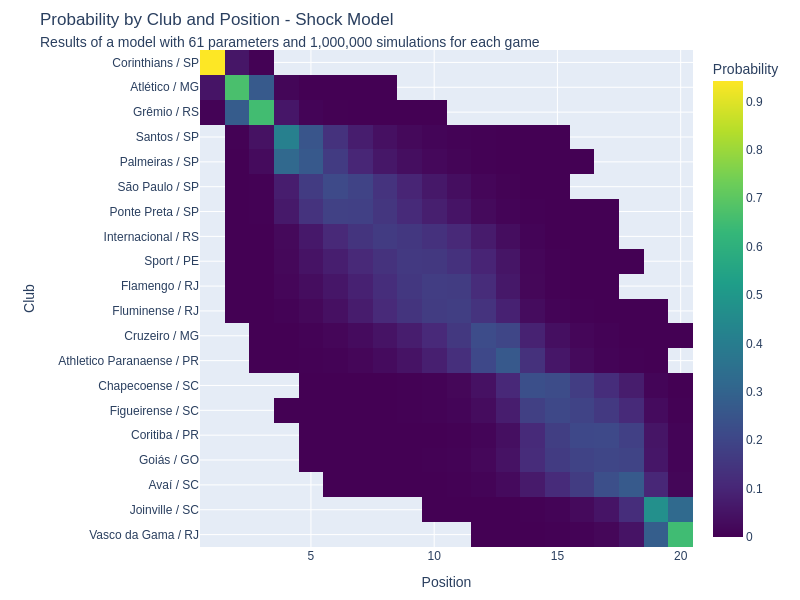 Probability by Club and Position - Shock Model
Results of a model with 61 parameters and 1,000,000 simulations for each game
Probability
Club
Corinthians / SP
Atlético / MG
Grêmio / RS
Santos / SP
Palmeiras / SP
São Paulo / SP
Ponte Preta / SP
Internacional / RS
Sport / PE
Flamengo / RJ
Fluminense / RJ
Cruzeiro / MG
Athletico Paranaense / PR
Chapecoense / SC
Figueirense / SC
Coritiba / PR
Goiás / GO
Avaí / SC
Joinville / SC
Vasco da Gama / RJ
0.9
0.8
0.7
0.6
0.5
0.4
0.3
0.2
0.1
0
5 10 15 20
Position